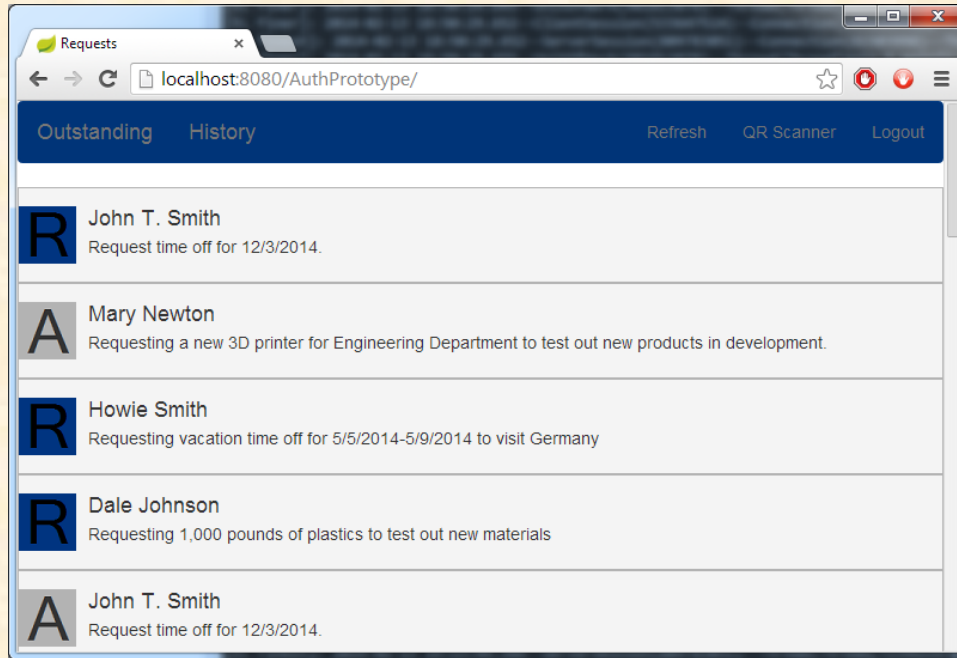 Requests
localhost:8080/AuthPrototype/
Outstanding History Refresh QR Scanner Logout
R
John T. Smith
Request time off for 12/3/2014.
A
Mary Newton
Requesting a new 3D printer for Engineering Department to test out new products in development.
R
Howie Smith
Requesting vacation time off for 5/5/2014-5/9/2014 to visit Germany
R
Dale Johnson
Requesting 1,000 pounds of plastics to test out new materials
A
John T. Smith
Request time off for 12/3/2014.